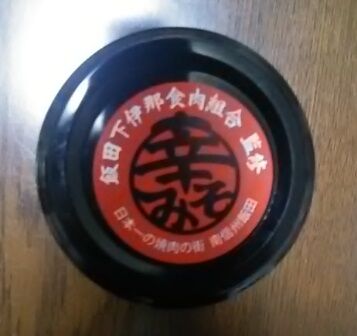 飯田下伊那食肉組合 監修
辛みそ
日本一の焼肉の街 南信州飯田